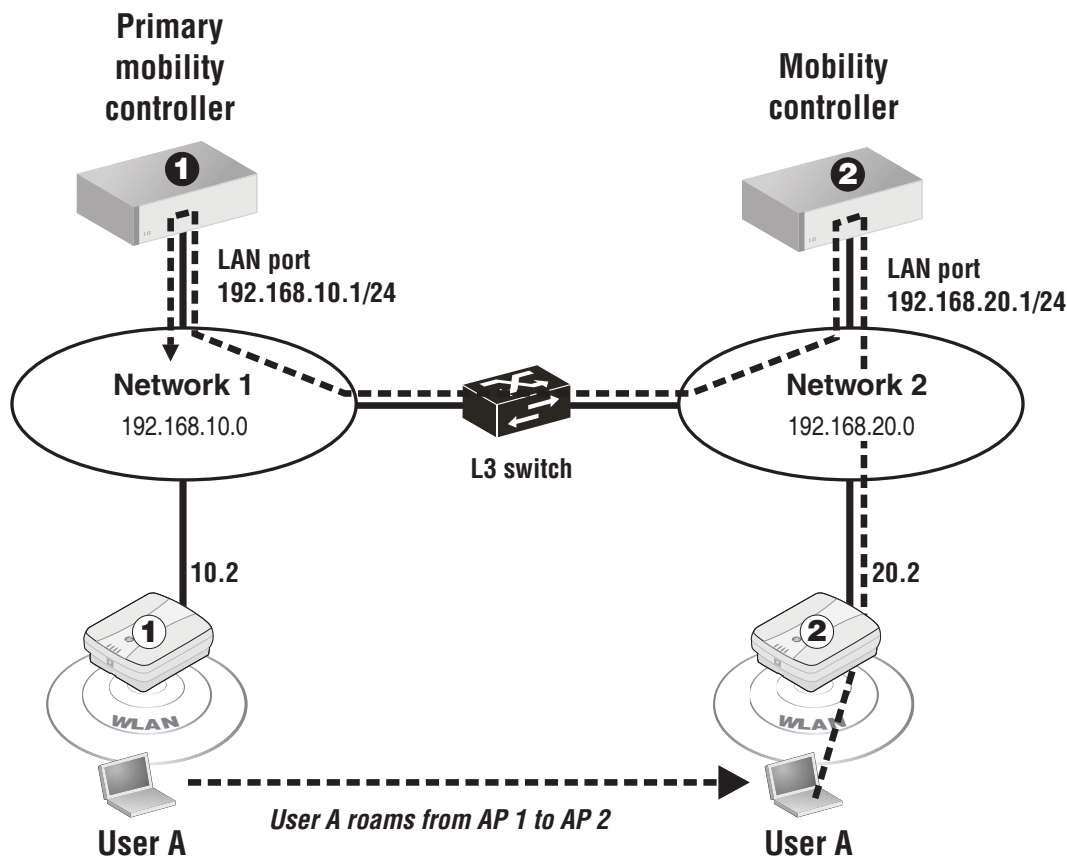 Primary
mobility
controller
Mobility
controller
1
2
LAN port
192.168.10.1/24
LAN port
192.168.20.1/24
Network 1
192.168.10.0
Network 2
192.168.20.0
L3 switch
10.2
20.2
1
2
WLAN
WLAN
User A roams from AP 1 to AP 2
User A
User A